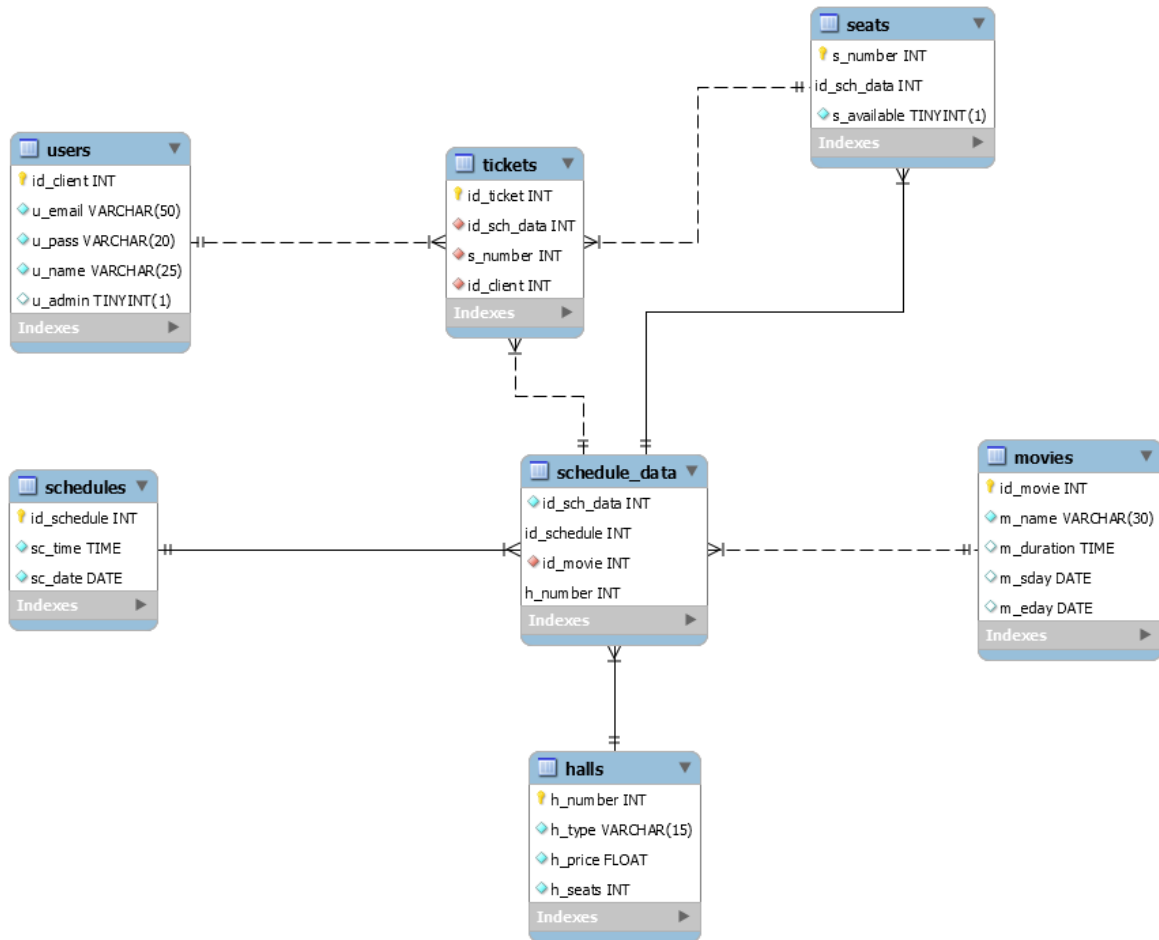 seats
s_number INT
id_sch_data INT
s_available TINYINT(1)
Indexes
users
id_client INT
u_email VARCHAR(50)
u_pass VARCHAR(20)
u_name VARCHAR(25)
u_admin TINYINT(1)
Indexes
tickets
id_ticket INT
id_sch_data INT
s_number INT
id_client INT
Indexes
schedules
id_schedule INT
sc_time TIME
sc_date DATE
Indexes
schedule_data
id_sch_data INT
id_schedule INT
id_movie INT
h_number INT
Indexes
movies
id_movie INT
m_name VARCHAR(30)
m_duration TIME
m_sday DATE
m_eday DATE
Indexes
halls
h_number INT
h_type VARCHAR(15)
h_price FLOAT
h_seats INT
Indexes